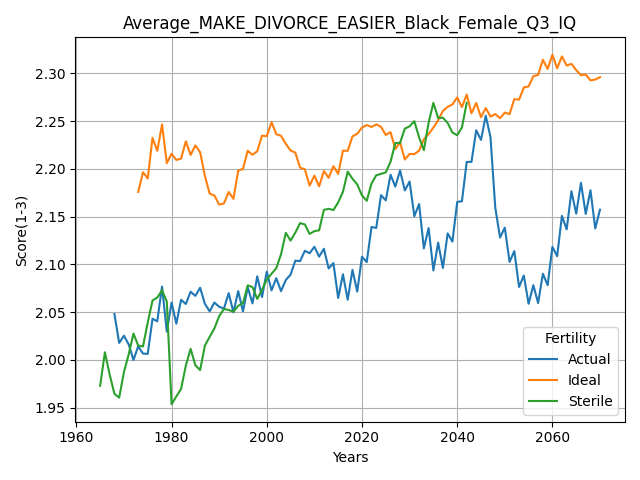 Average_MAKE_DIVORCE_EASIER_Black_Female_Q3_IQ
Score(1-3)
2.30
2.25
2.20
2.15
2.10
2.05
2.00
1.95
1960
1980
2000
2020
2040
2060
Years
Fertility
Actual
Ideal
Sterile